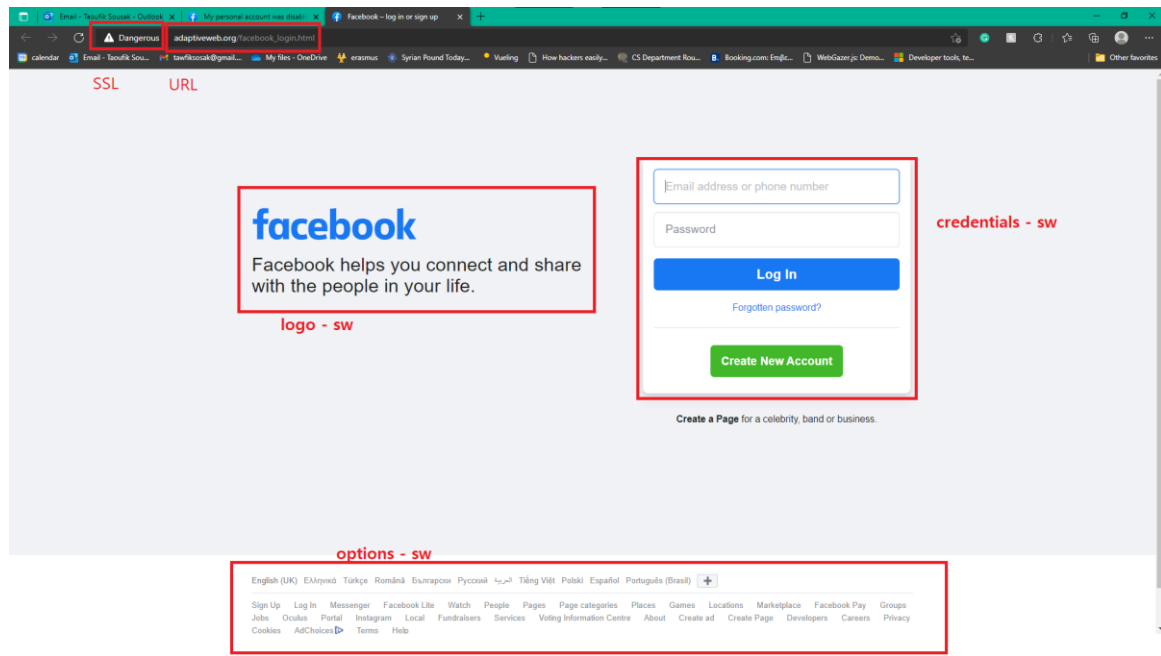 Email - Taoufik Sousak - Outlook
My personal account was disabl
Facebook – log in or sign up
Dangerous
adaptiveweb.org/facebook_login.html
calendar
Email - Taoufik Sou...
tawfiksosak@gmail....
My files - OneDrive
erasmus
Syrian Pound Today...
Vueling
How hackers easily...
CS Department Rou...
Booking.com: Επιβε...
WebGazer.js: Demo...
Developer tools, te...
Other favorites
SSL
URL
facebook
Facebook helps you connect and share
with the people in your life.
logo - sw
Email address or phone number
Password
Log In
Forgotten password?
Create New Account
credentials - sw
Create a Page for a celebrity, band or business.
options - sw
English (UK) Ελληνικά Türkçe Română Български Русский العربية Tiếng Việt Polski Español Português (Brasil)
Sign Up Log In Messenger Facebook Lite Watch People Pages Page categories Places Games Locations Marketplace Facebook Pay Groups
Jobs Oculus Portal Instagram Local Fundraisers Services Voting Information Centre About Create ad Create Page Developers Careers Privacy
Cookies AdChoices Terms Help